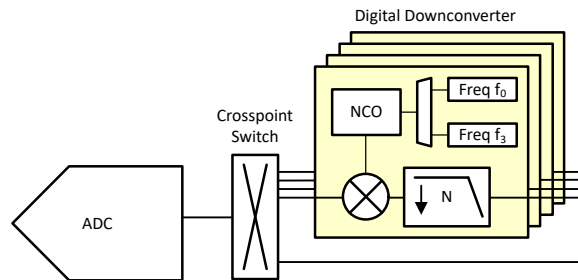 Digital Downconverter
Freq f₀
NCO
Crosspoint
Switch
Freq f₃
N
ADC